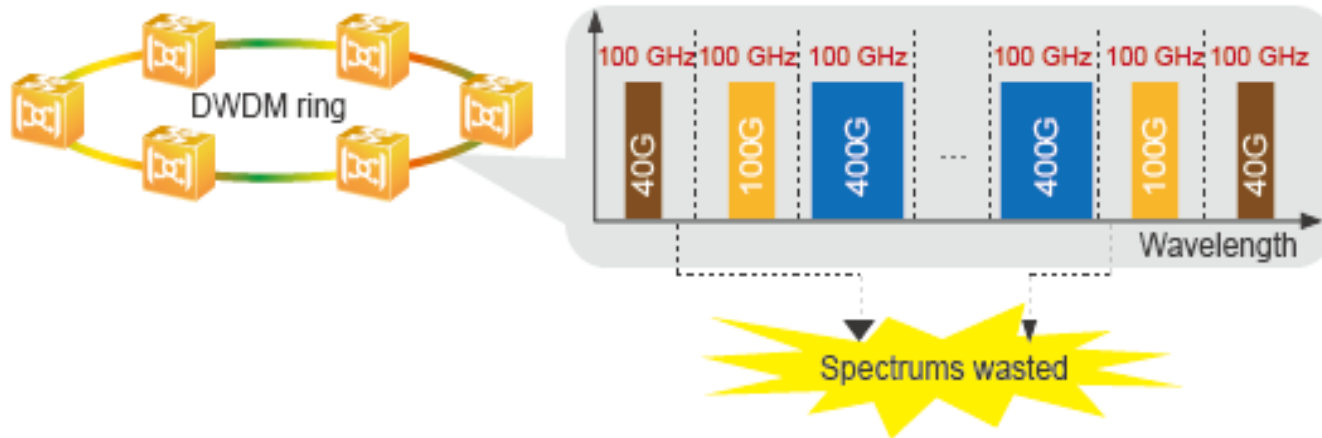 DWDM ring
100 GHz 100 GHz 100 GHz 100 GHz 100 GHz 100 GHz
40G 100G 400G ... 400G 100G 40G
Wavelength
Spectrums wasted